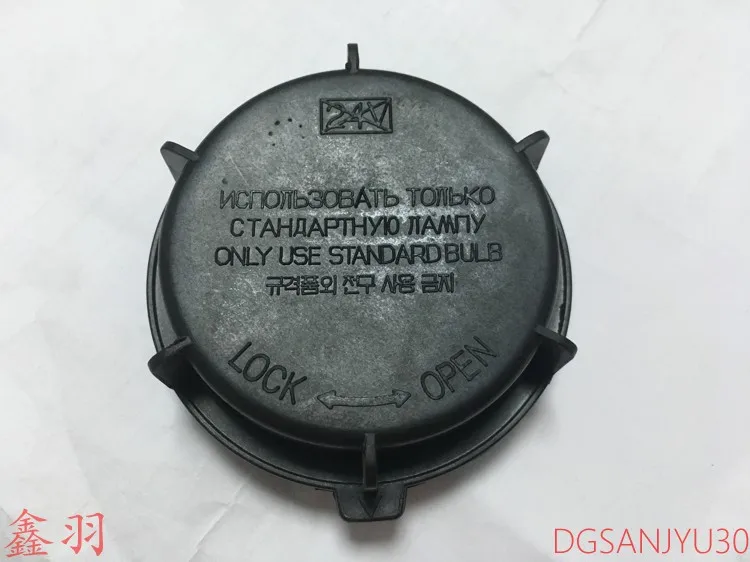 24V
ИСПОЛЬЗОВАТЬ ТОЛЬКО
СТАНДАРТНУЮ ЛАМПУ
ONLY USE STANDARD BULB
규격품외 전구 사용 금지
LOCK OPEN
鑫羽
DGSANJYU30